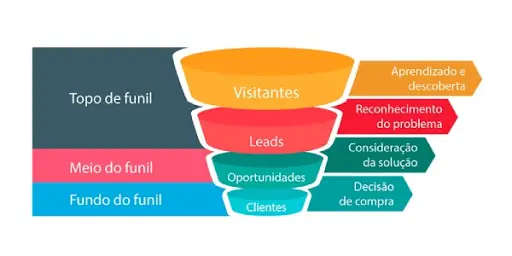 Topo de funil
Visitantes
Aprendizado e
descoberta
Leads
Reconhecimento
do problema
Meio do funil
Oportunidades
Consideração
da solução
Fundo do funil
Clientes
Decisão
de compra